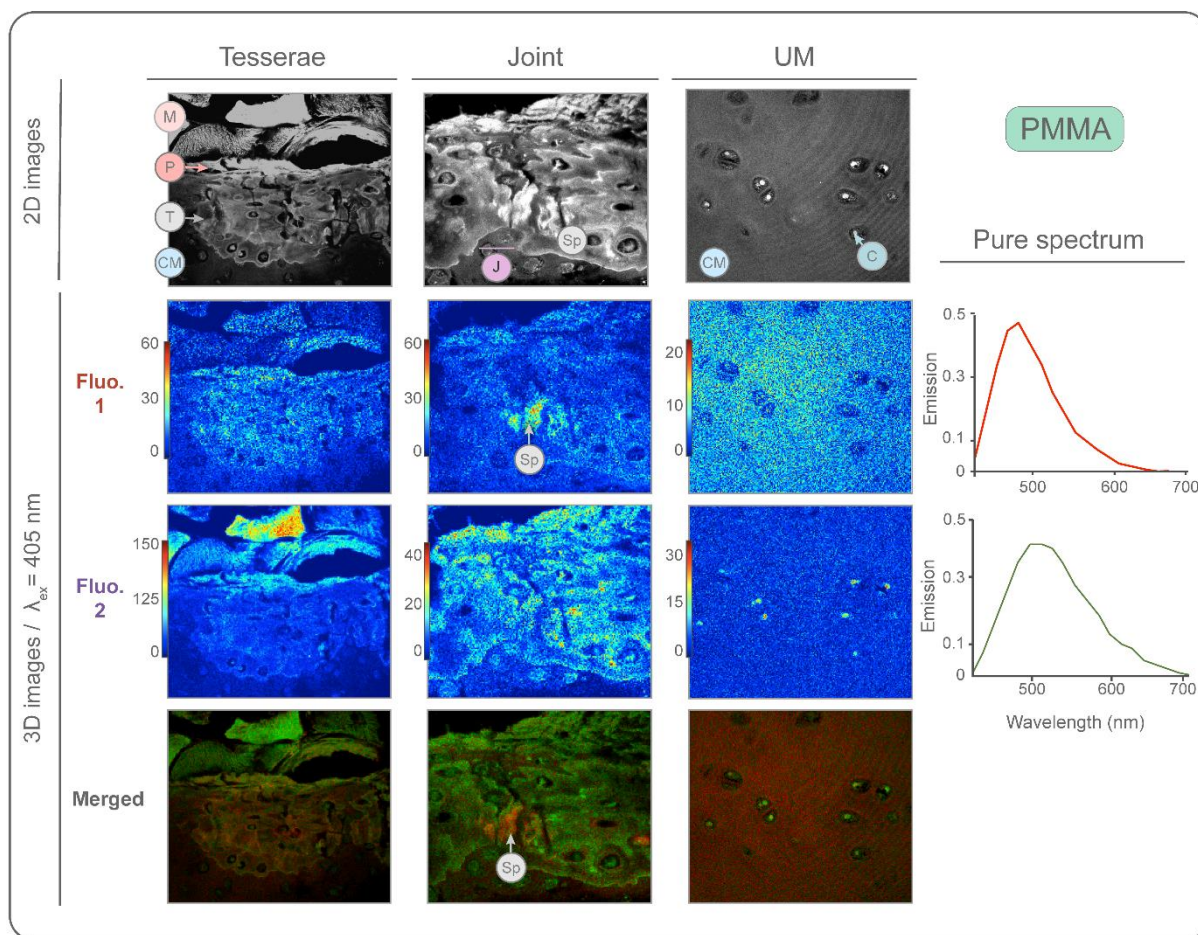 Tesserae Joint UM
2D images
M
P
T
CM
Sp
J
CM
C
PMMA
Pure spectrum
3D images / λex = 405 nm
Fluo.
1
60
30
0
60
30
0
Sp
20
10
0
Emission
0.5
0.3
0.1
0
500 600 700
Fluo.
2
150
125
0
40
20
0
30
15
0
Emission
0.5
0.3
0.1
0
500 600 700
Wavelength (nm)
Merged
Sp